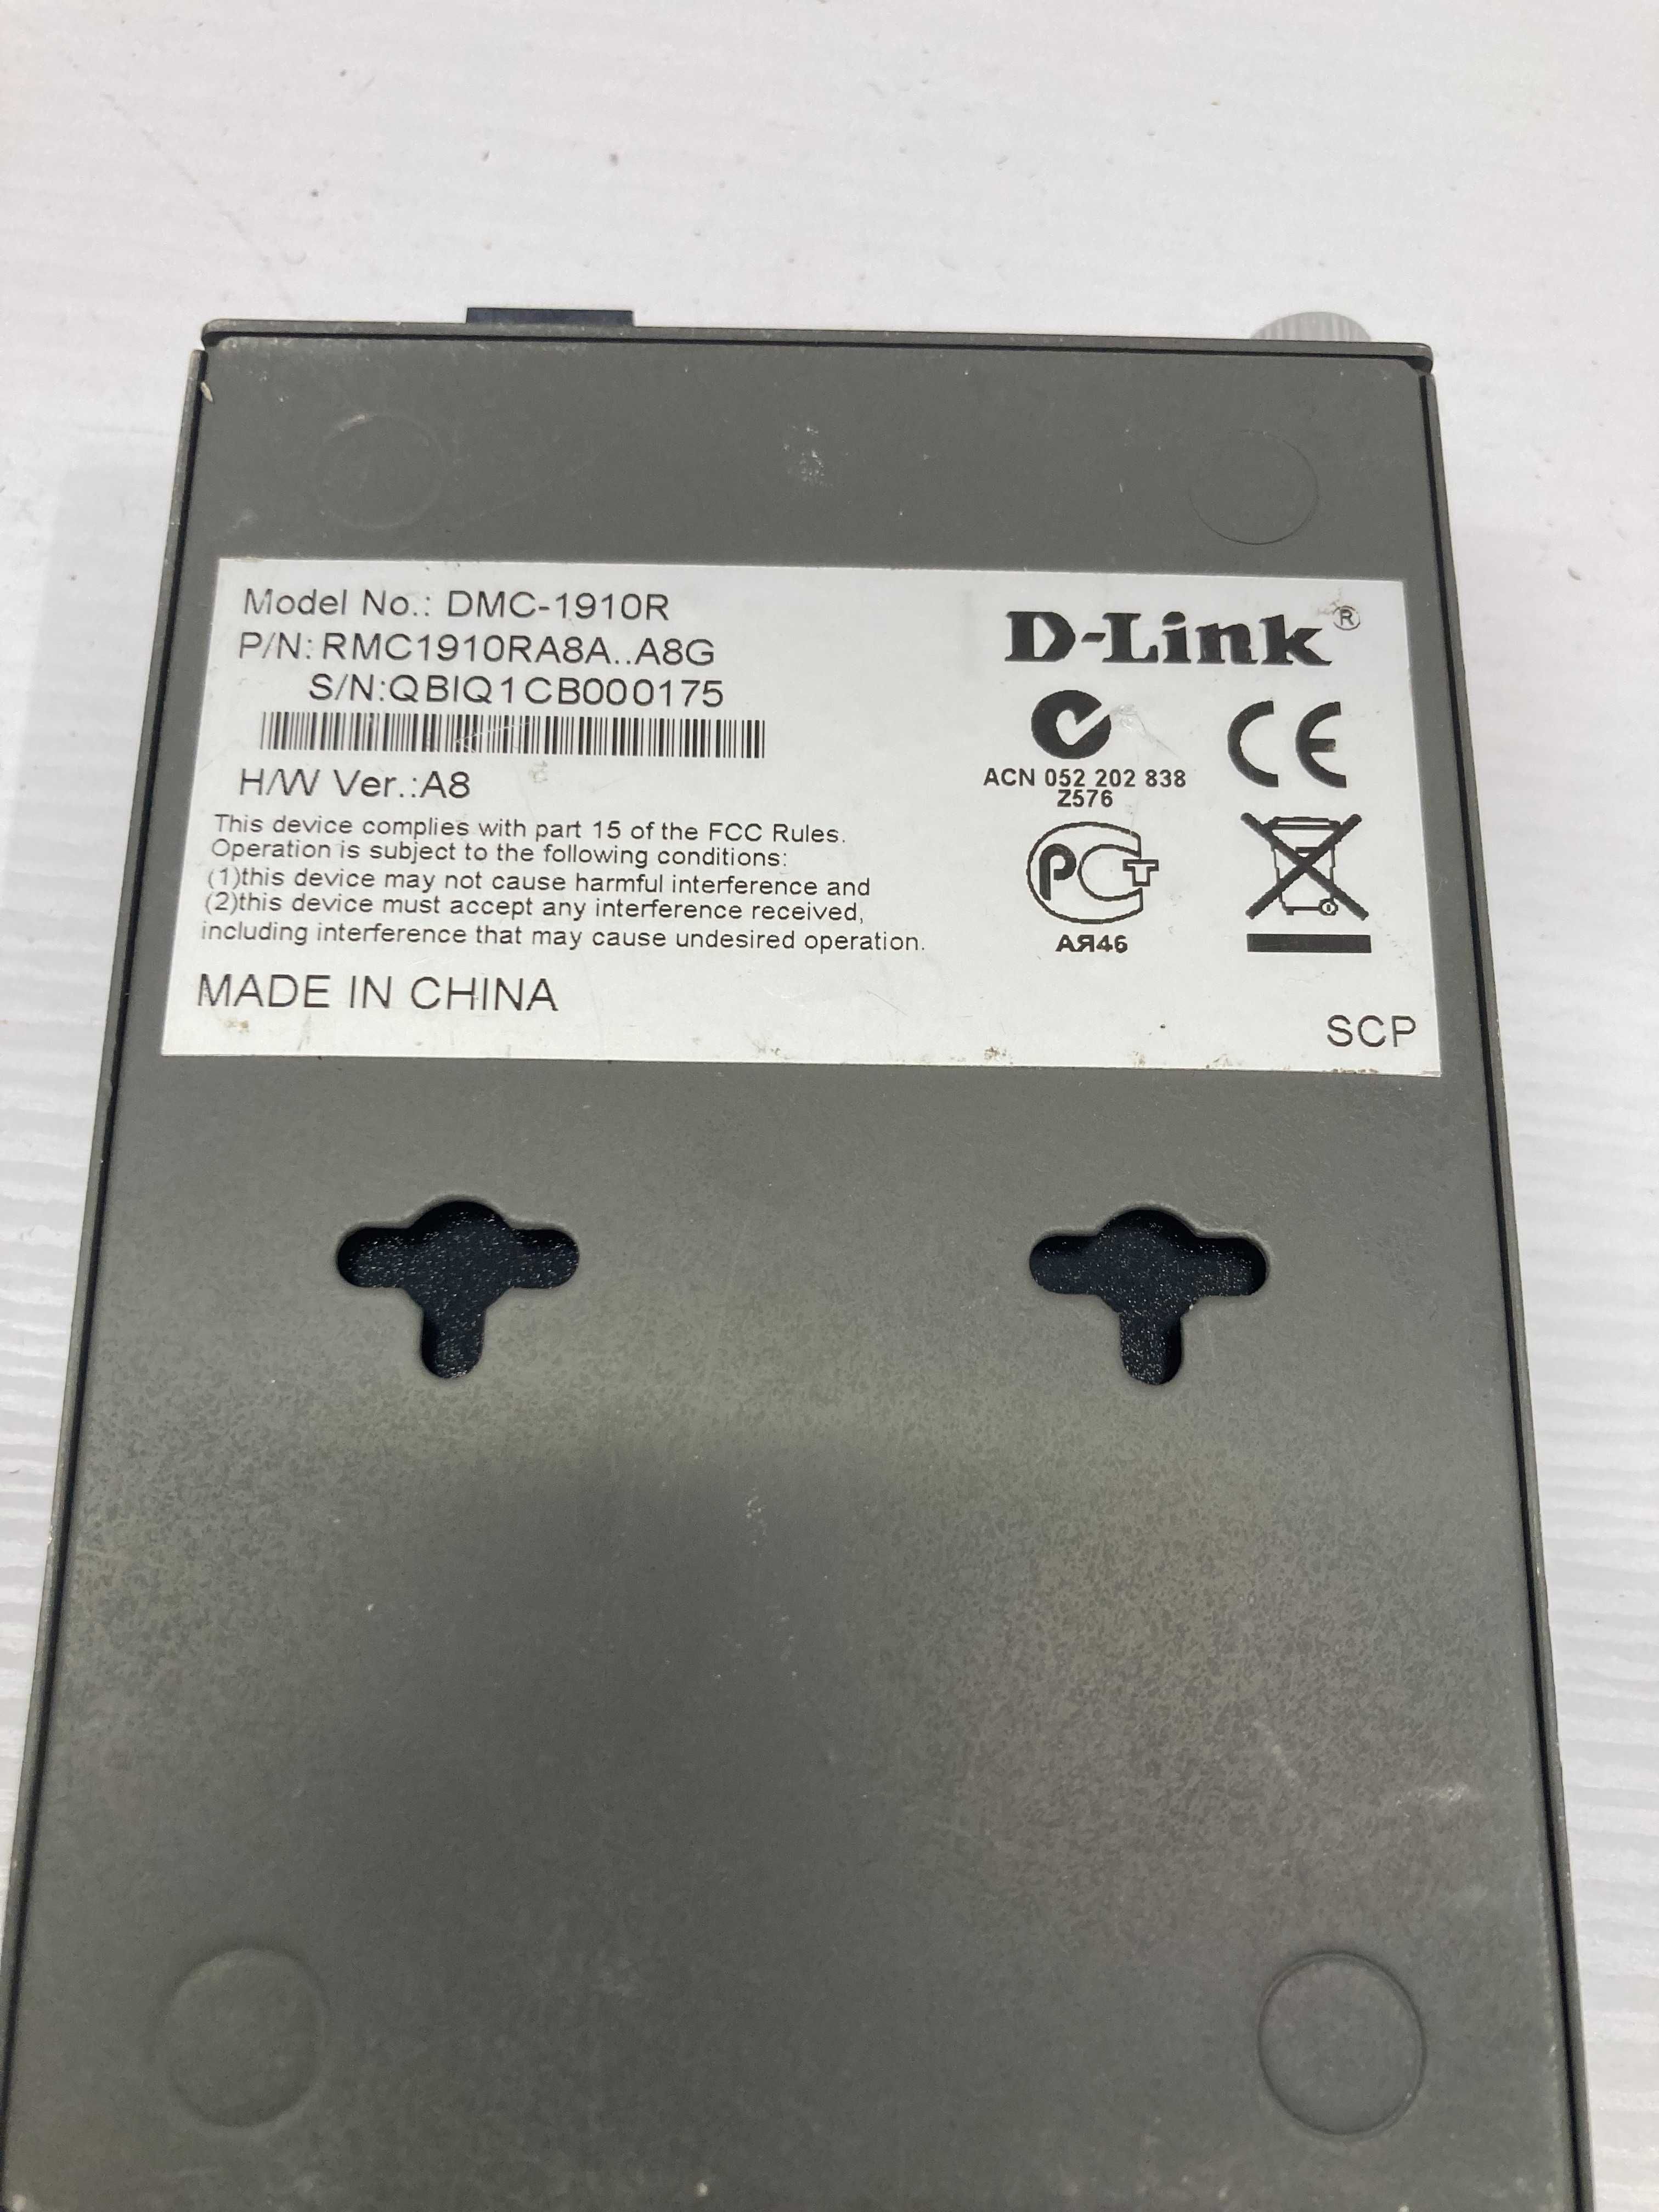 Model No.: DMC-1910R
P/N: RMC1910RA8A..A8G
S/N:QBIQ1CB000175
H/W Ver.:A8
This device complies with part 15 of the FCC Rules.
Operation is subject to the following conditions:
(1)this device may not cause harmful interference and
(2)this device must accept any interference received,
including interference that may cause undesired operation.
MADE IN CHINA
D-Link®
CE
ACN 052 202 838
Z576
PCT
АЯ46
SCP